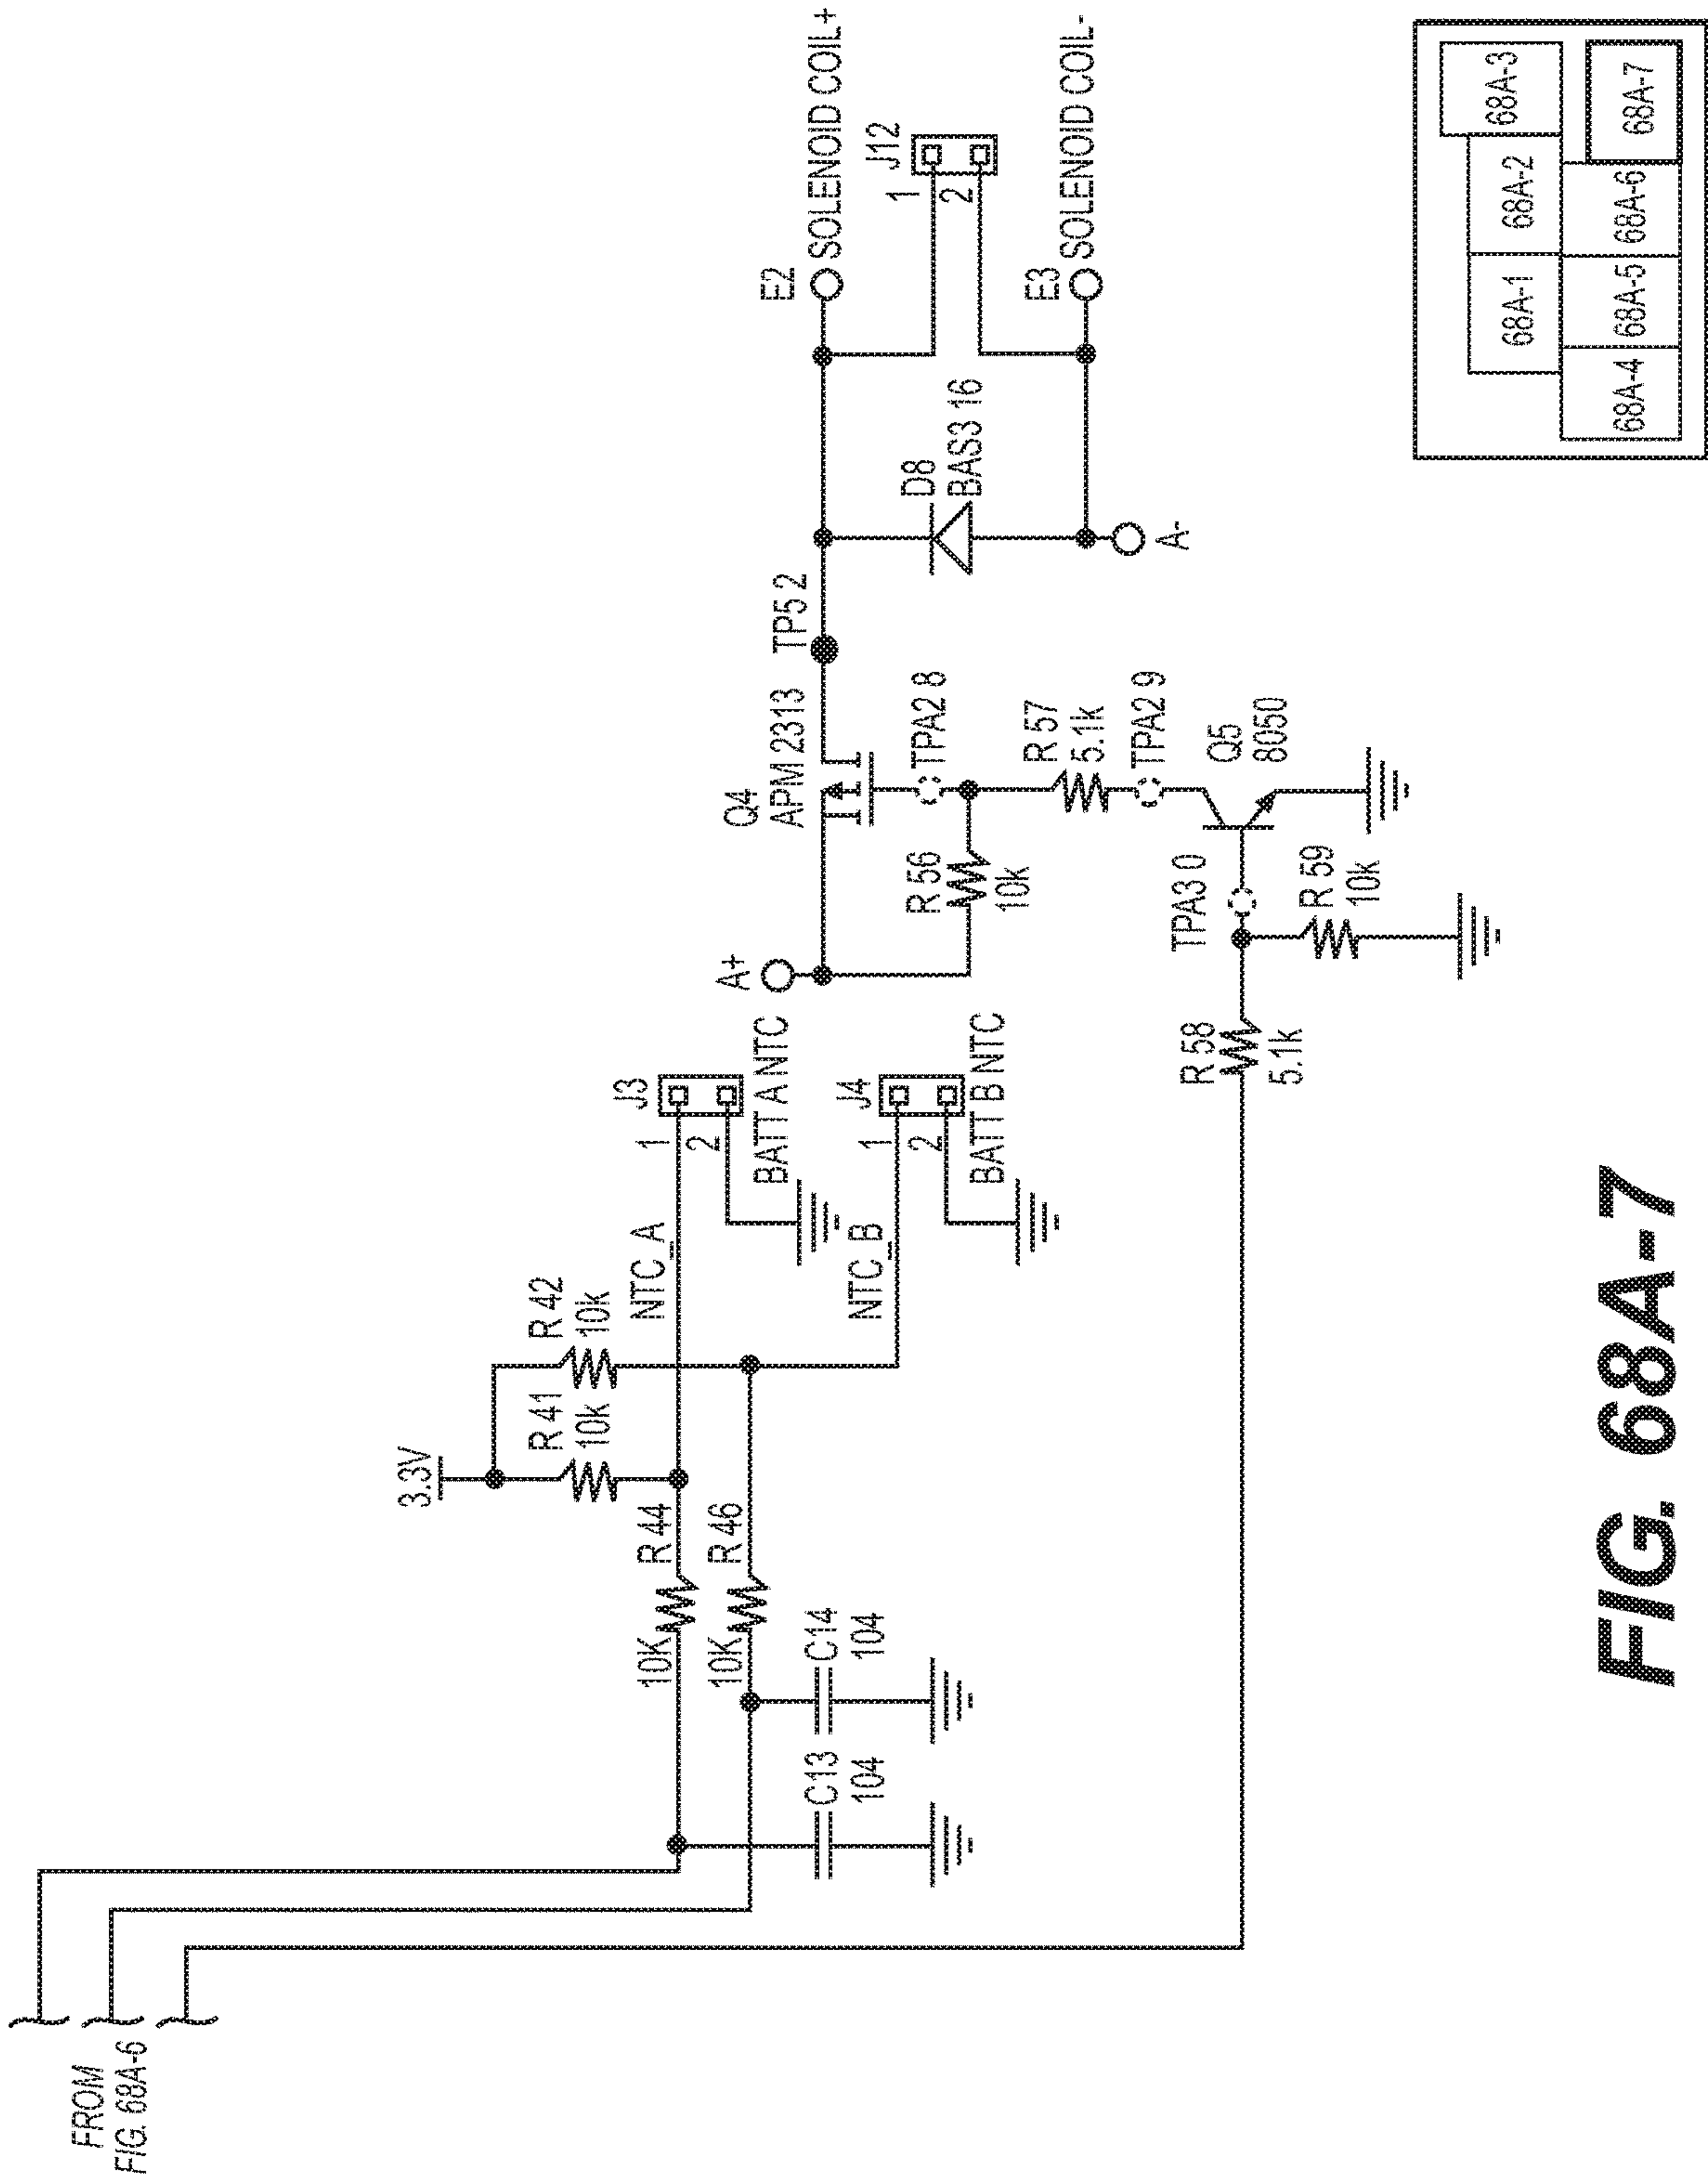 FROM
FIG. 68A-6
3.3V
R 41
10k
R 42
10k
10K
R 44
10K
R 46
C13
104
C14
104
NTC_A
J3
1
2
BATT A NTC
NTC_B
J4
1
2
BATT B NTC
A+
Q4
APM 2313
TP5 2
R 56
10k
TPA2 8
R 57
5.1k
TPA2 9
Q5
8050
R 58
5.1k
TPA3 0
R 59
10k
D8
BAS3 16
A-
E2
SOLENOID COIL+
J12
1
2
E3
SOLENOID COIL-
68A-1
68A-2
68A-3
68A-4
68A-5
68A-6
68A-7
FIG. 68A-7